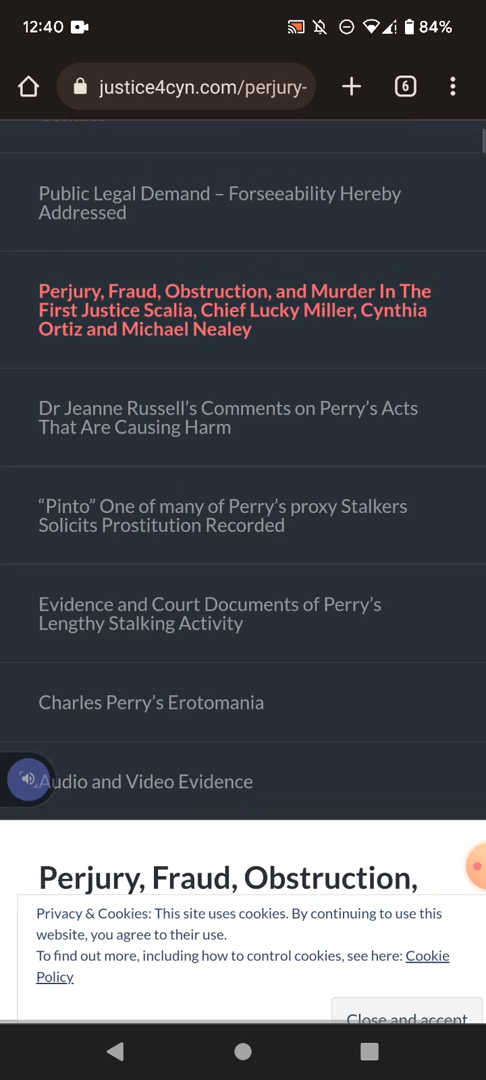 12:40
84%
justice4cyn.com/perjury-
6
Public Legal Demand – Forseeability Hereby
Addressed
Perjury, Fraud, Obstruction, and Murder In The
First Justice Scalia, Chief Lucky Miller, Cynthia
Ortiz and Michael Nealey
Dr Jeanne Russell’s Comments on Perry’s Acts
That Are Causing Harm
“Pinto” One of many of Perry’s proxy Stalkers
Solicits Prostitution Recorded
Evidence and Court Documents of Perry’s
Lengthy Stalking Activity
Charles Perry’s Erotomania
Audio and Video Evidence
Perjury, Fraud, Obstruction,
Privacy & Cookies: This site uses cookies. By continuing to use this
website, you agree to their use.
To find out more, including how to control cookies, see here: Cookie
Policy
Close and accept